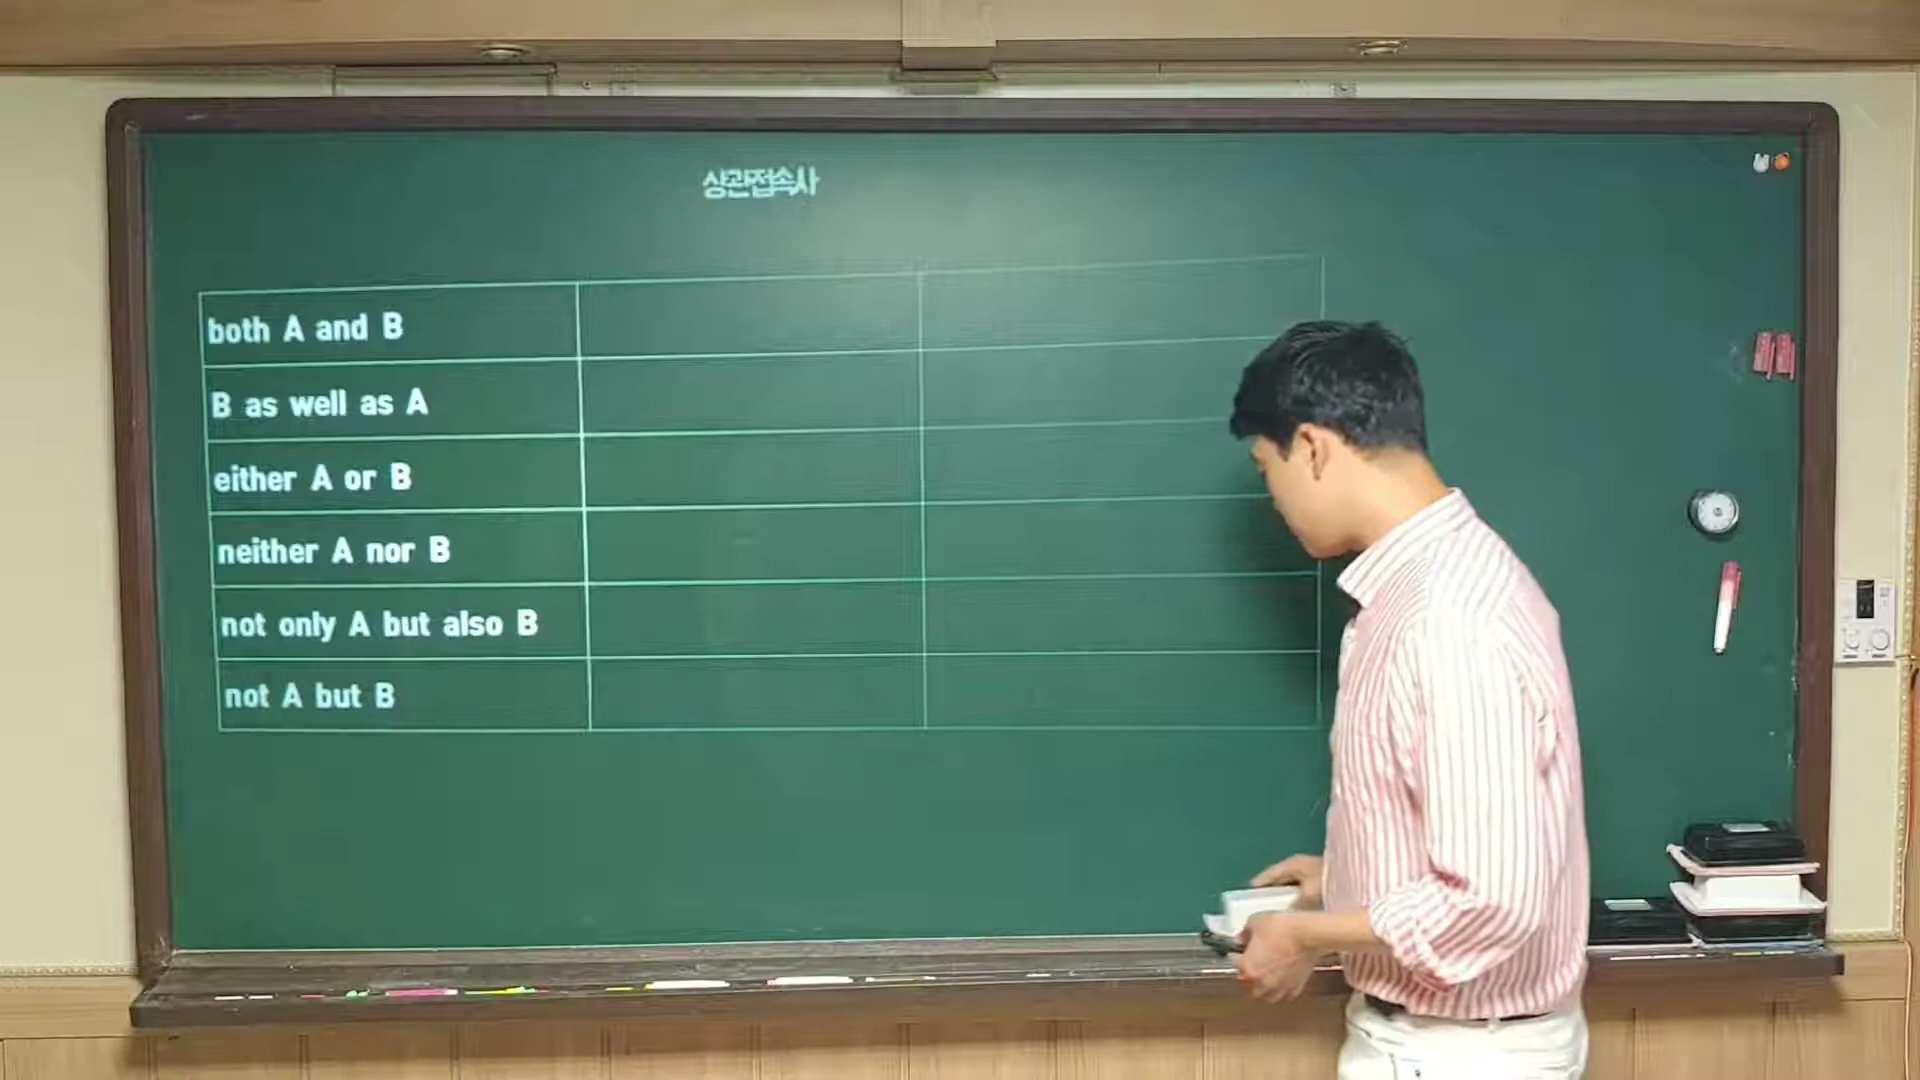 상관접속사
both A and B
B as well as A
either A or B
neither A nor B
not only A but also B
not A but B